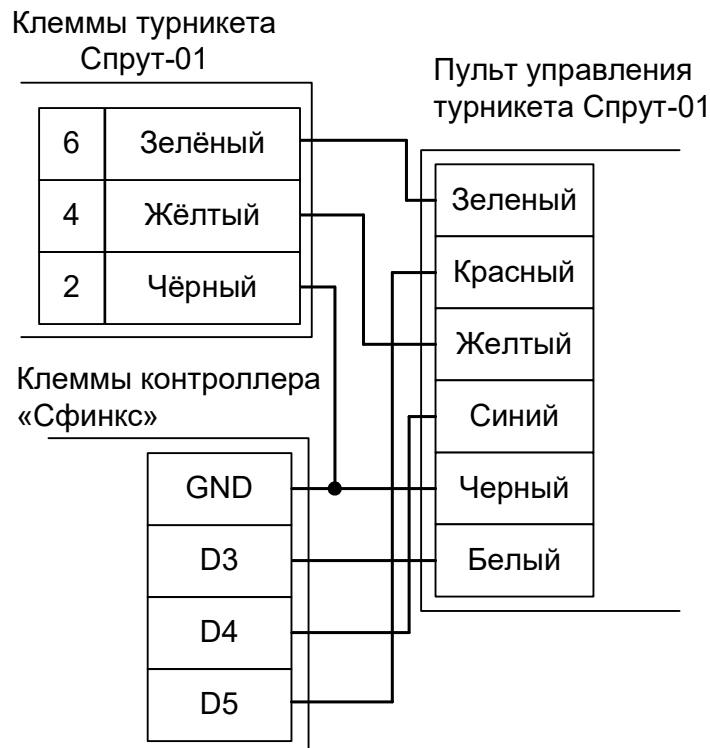 Клеммы турникета
Спрут-01
6 Зелёный
4 Жёлтый
2 Чёрный
Пульт управления
турникета Спрут-01
Зеленый
Красный
Желтый
Синий
Черный
Белый
Клеммы контроллера
«Сфинкс»
GND
D3
D4
D5